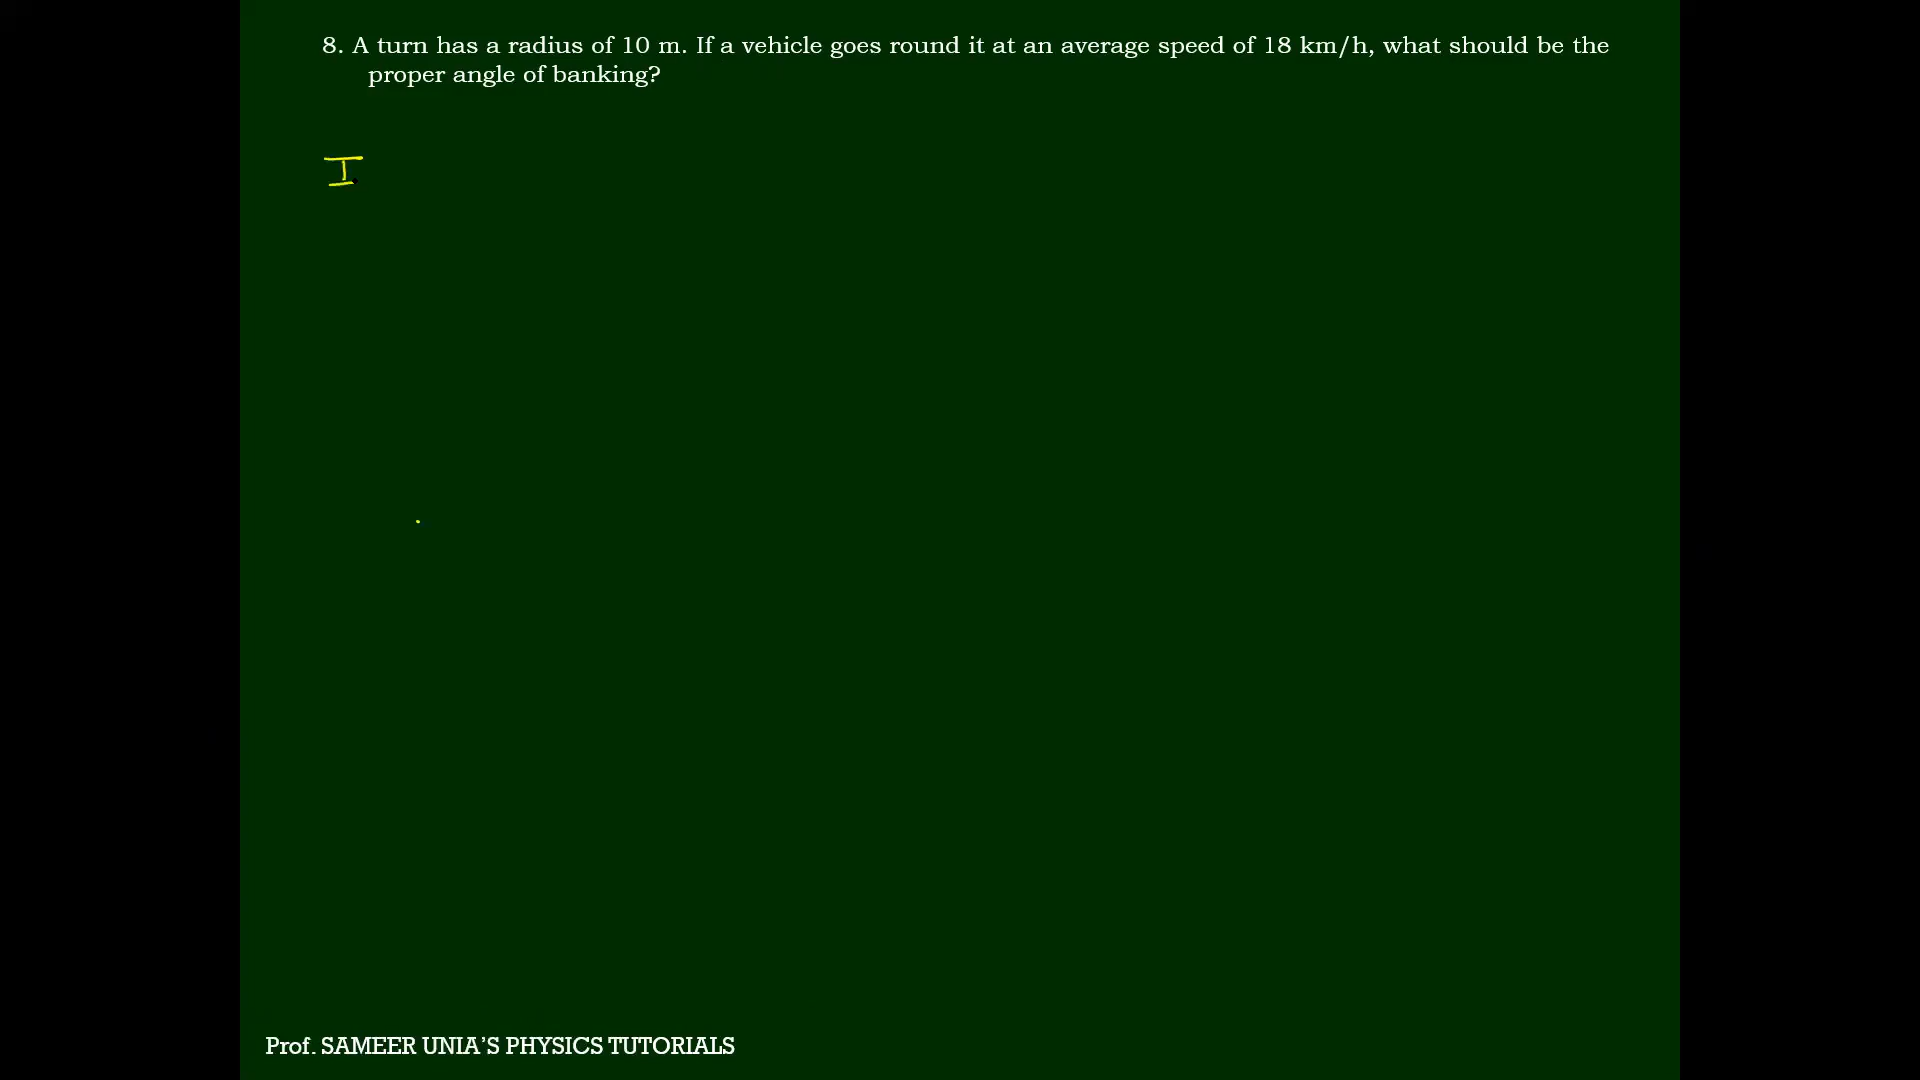 8. A turn has a radius of 10 m. If a vehicle goes round it at an average speed of 18 km/h, what should be the
proper angle of banking?
I
Prof. SAMEER UNIA’S PHYSICS TUTORIALS